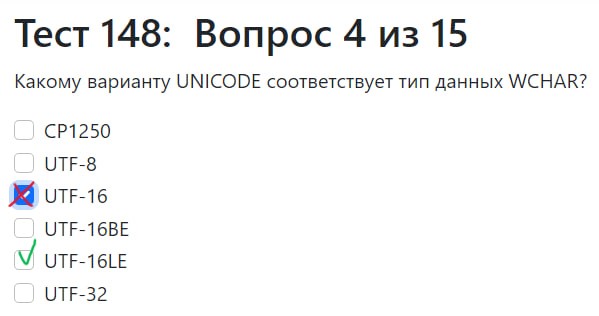 Тест 148: Вопрос 4 из 15
Какому варианту UNICODE соответствует тип данных WCHAR?
CP1250
UTF-8
UTF-16
UTF-16BE
UTF-16LE
UTF-32